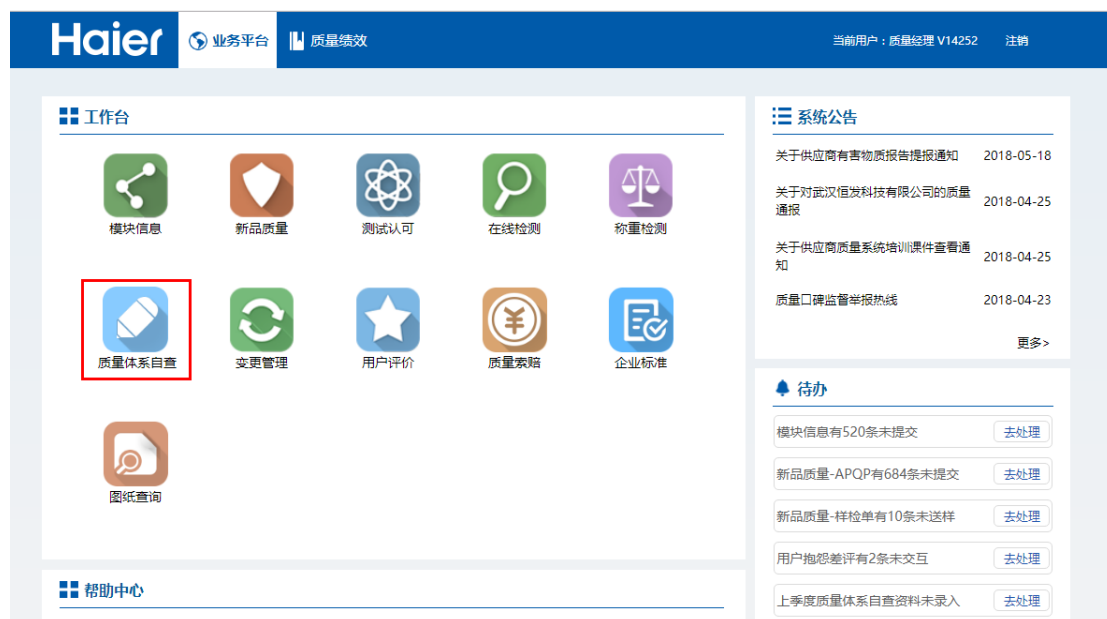 Haier
业务平台
质量绩效
当前用户：质量经理 V14252
注销
工作台
模块信息
新品质量
测试认可
在线检测
称重检测
质量体系自查
变更管理
用户评价
质量索赔
企业标准
图纸查询
帮助中心
系统公告
关于供应商有害物质报告提报通知 2018-05-18
关于对武汉恒发科技有限公司的质量
通报 2018-04-25
关于供应商质量系统培训课件查看通
知 2018-04-25
质量口碑监督举报热线 2018-04-23
更多>
待办
模块信息有520条未提交 去处理
新品质量-APQP有684条未提交 去处理
新品质量-样检单有10条未送样 去处理
用户抱怨差评有2条未交互 去处理
上季度质量体系自查资料未录入 去处理